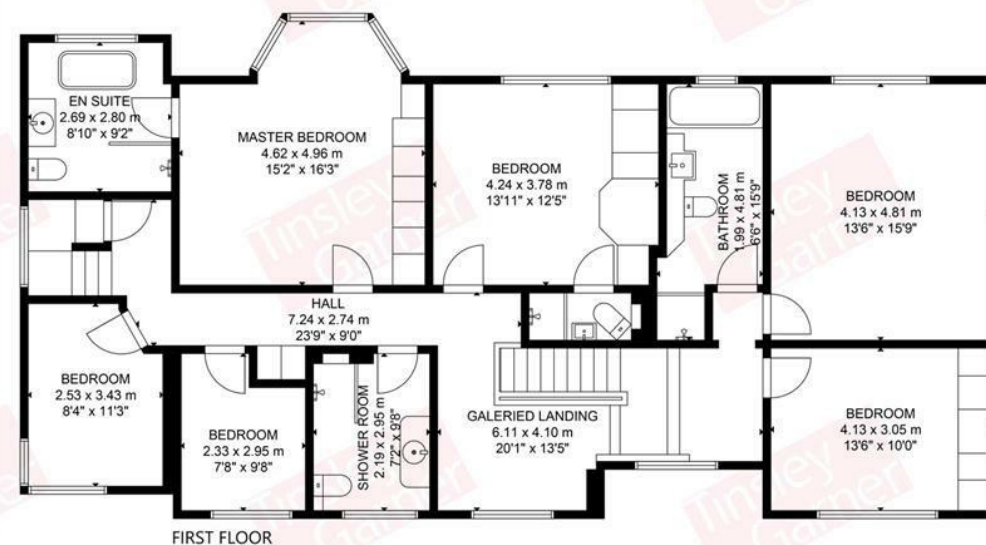 EN SUITE
2.69 x 2.80 m
8'10" x 9'2"
MASTER BEDROOM
4.62 x 4.96 m
15'2" x 16'3"
BEDROOM
4.24 x 3.78 m
13'11" x 12'5"
BATHROOM
1.99 x 4.81 m
6'6" x 15'9"
BEDROOM
4.13 x 4.81 m
13'6" x 15'9"
HALL
7.24 x 2.74 m
23'9" x 9'0"
BEDROOM
2.53 x 3.43 m
8'4" x 11'3"
BEDROOM
2.33 x 2.95 m
7'8" x 9'8"
SHOWER ROOM
2.19 x 2.95 m
7'2" x 9'8"
GALERIED LANDING
6.11 x 4.10 m
20'1" x 13'5"
BEDROOM
4.13 x 3.05 m
13'6" x 10'0"
FIRST FLOOR
Tinsley
Garner
Tinsley
Garner
Tinsley
Garner